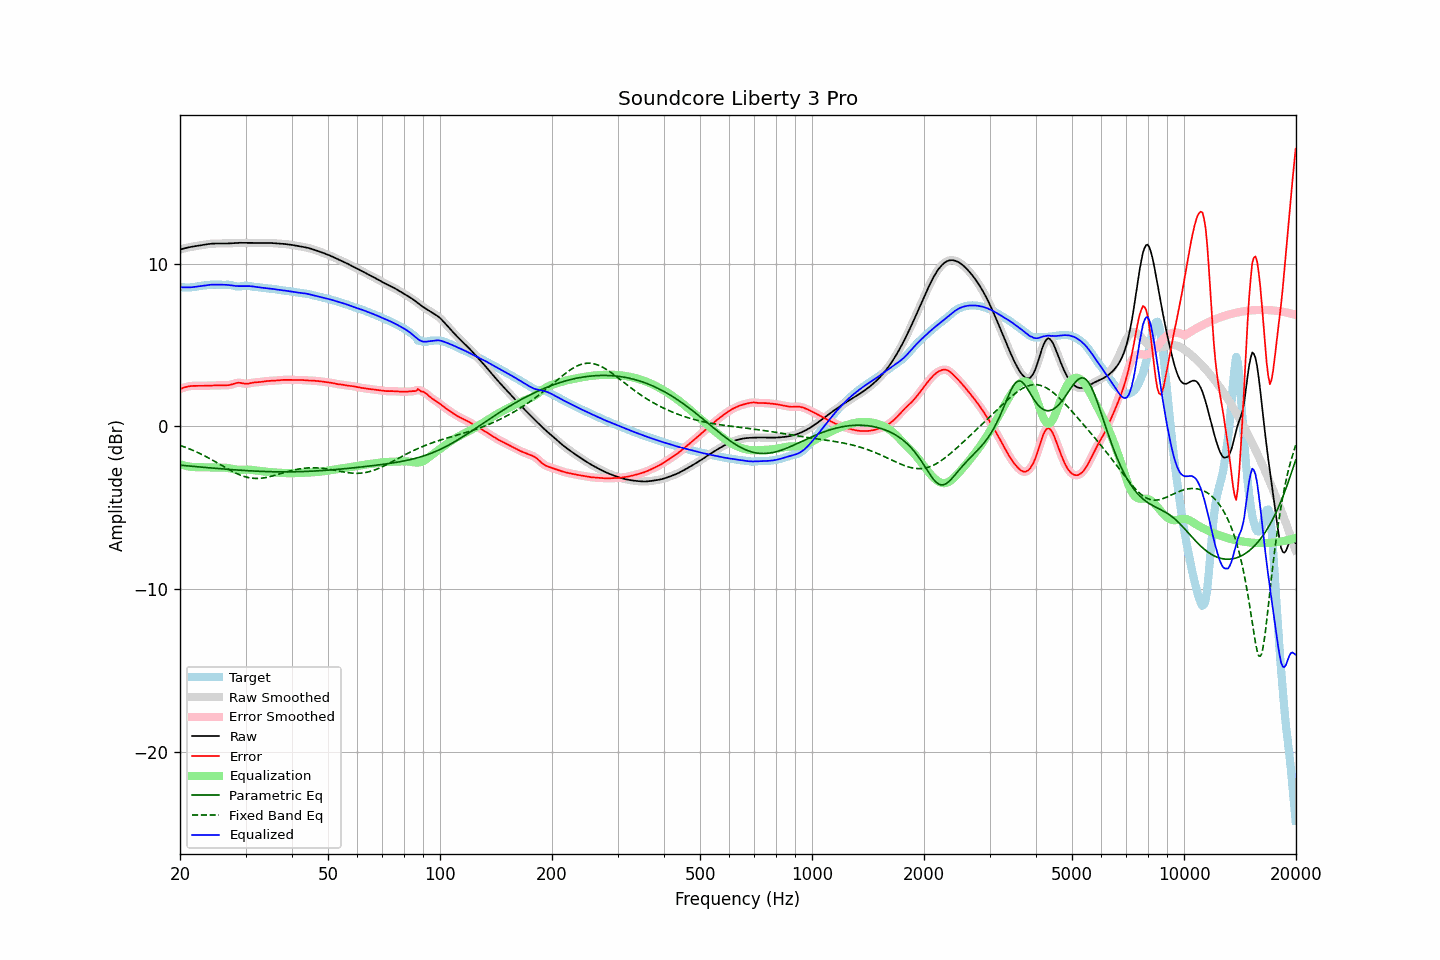 Soundcore Liberty 3 Pro
Amplitude (dBr)
10
0
−10
−20
Target
Raw Smoothed
Error Smoothed
Raw
Error
Equalization
Parametric Eq
Fixed Band Eq
Equalized
20 50 100 200 500 1000 2000 5000 10000 20000
Frequency (Hz)